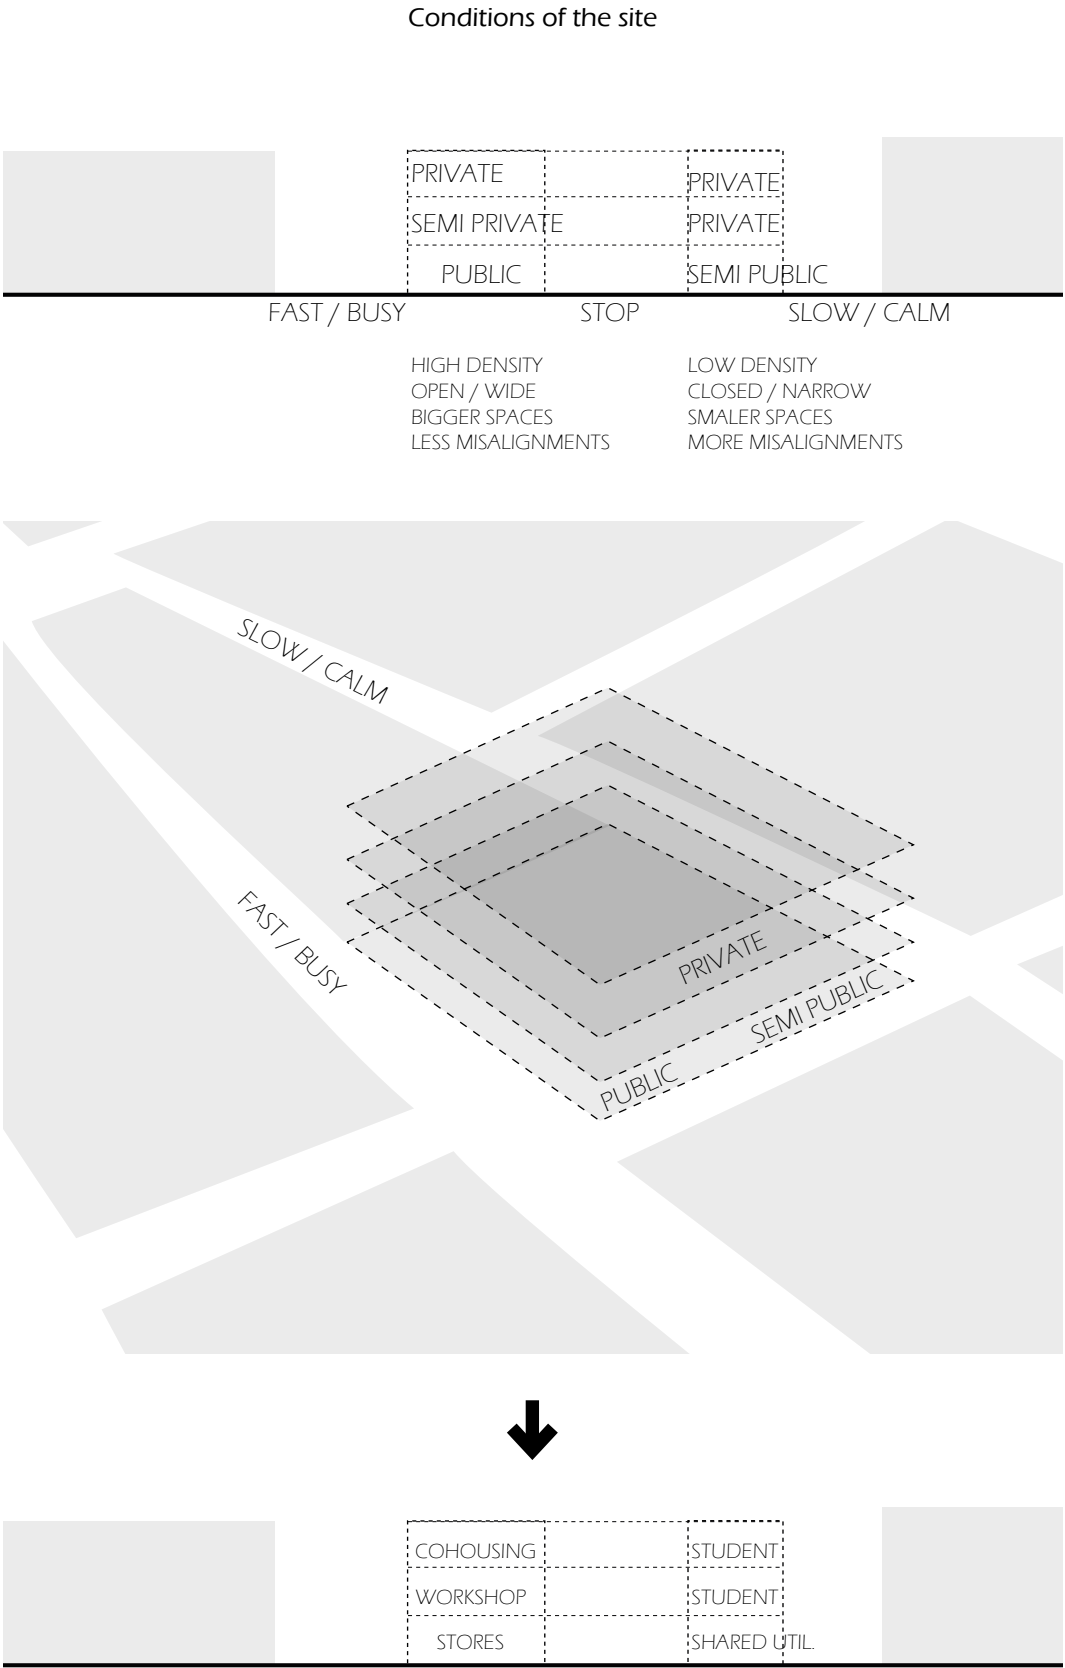 Conditions of the site
PRIVATE
PRIVATE
SEMI PRIVATE
PRIVATE
PUBLIC
SEMI PUBLIC
FAST / BUSY
STOP
SLOW / CALM
HIGH DENSITY
OPEN / WIDE
BIGGER SPACES
LESS MISALIGNMENTS
LOW DENSITY
CLOSED / NARROW
SMALER SPACES
MORE MISALIGNMENTS
SLOW / CALM
FAST / BUSY
PRIVATE
SEMI PUBLIC
PUBLIC
COHOUSING
STUDENT
WORKSHOP
STUDENT
STORES
SHARED UTIL.